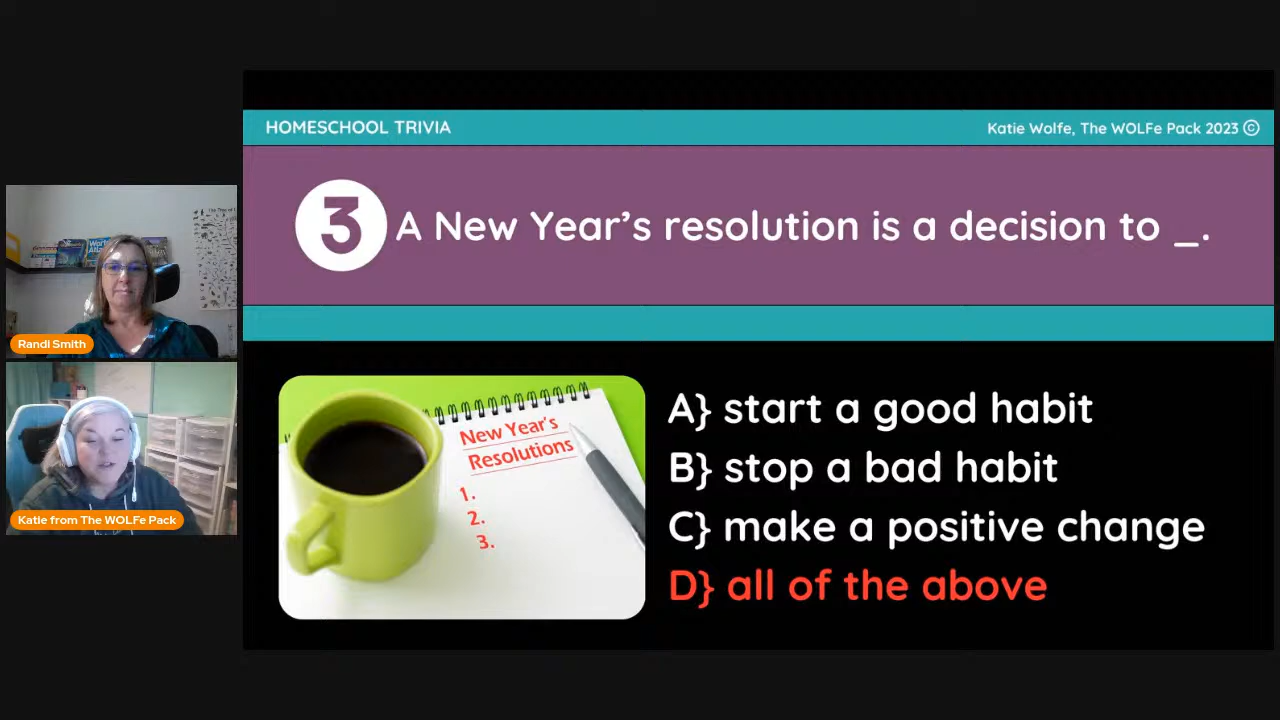 HOMESCHOOL TRIVIA
Katie Wolfe, The WOLFe Pack 2023 ©
3 A New Year's resolution is a decision to _.
Randi Smith
Katie from The WOLFe Pack
New Year's
Resolutions
1.
2.
3.
A} start a good habit
B} stop a bad habit
C} make a positive change
D} all of the above